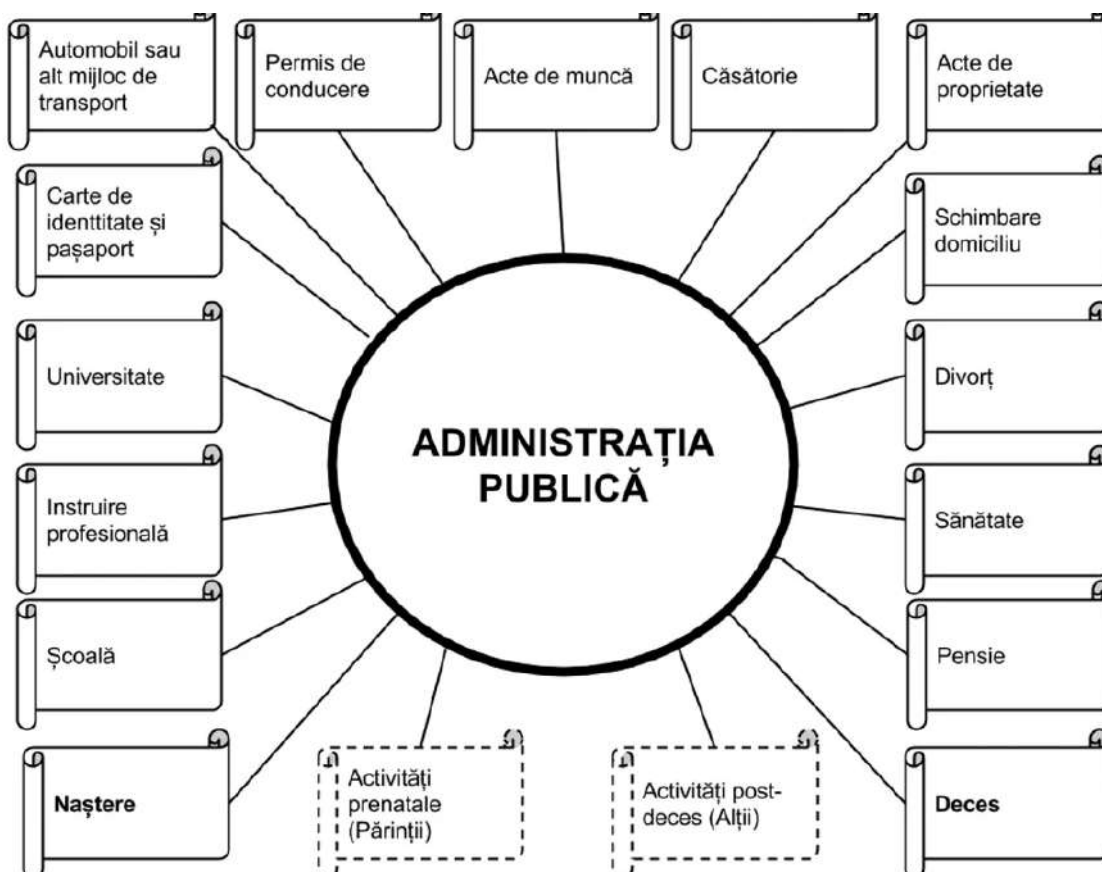 Automobil sau
alt mijloc de
transport
Permis de
conducere
Acte de muncă
Căsătorie
Acte de
proprietate
Carte de
identtitate și
pașaport
Schimbare
domiciliu
Universitate
Divorț
ADMINISTRAȚIA
PUBLICĂ
Instruire
profesională
Sănătate
Școală
Pensie
Naștere
Activități
prenatale
(Părinții)
Activități post-
deces (Alții)
Deces